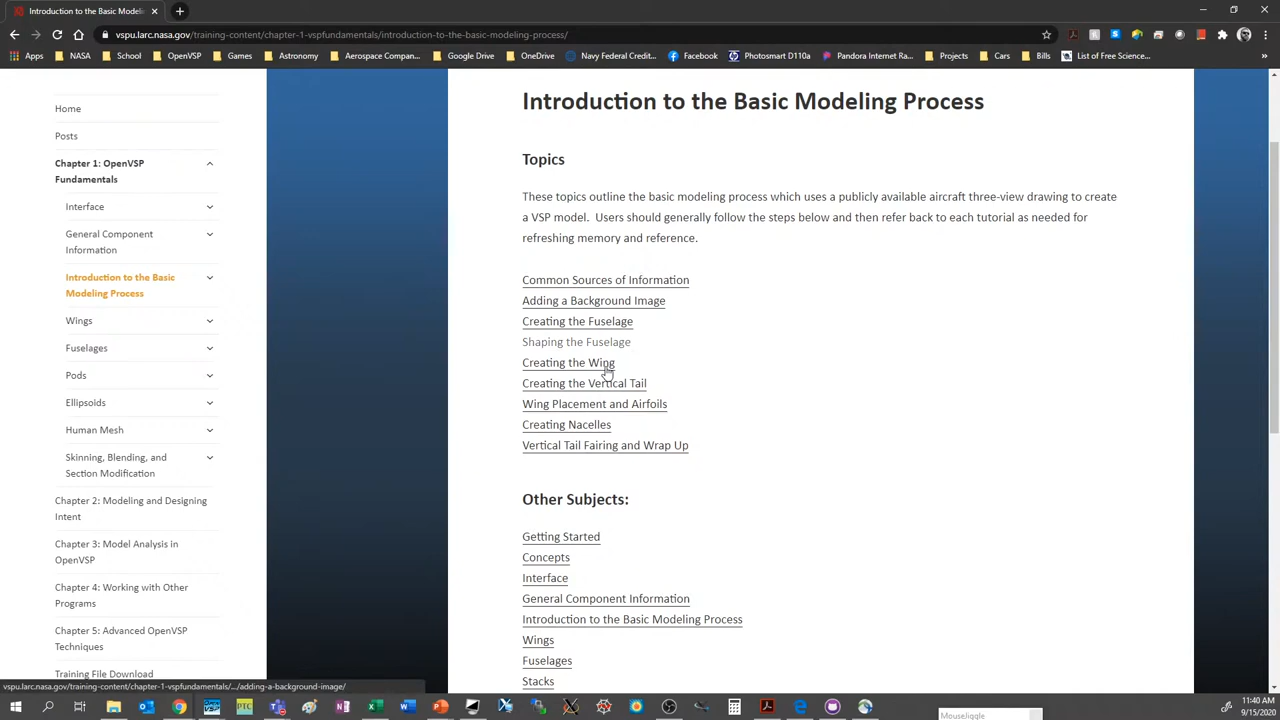 Introduction to the Basic Modelin
vspu.larc.nasa.gov/training-content/chapter-1-vspfundamentals/introduction-to-the-basic-modeling-process/
Apps NASA School OpenVSP Games Astronomy Aerospace Compan... Google Drive OneDrive Navy Federal Credit... Facebook Photosmart D110a Pandora Internet Ra... Projects Cars Bills List of Free Science...
Home
Posts
Chapter 1: OpenVSP
Fundamentals
Interface
General Component
Information
Introduction to the Basic
Modeling Process
Wings
Fuselages
Pods
Ellipsoids
Human Mesh
Skinning, Blending, and
Section Modification
Chapter 2: Modeling and Designing
Intent
Chapter 3: Model Analysis in
OpenVSP
Chapter 4: Working with Other
Programs
Chapter 5: Advanced OpenVSP
Techniques
Training File Download
Introduction to the Basic Modeling Process
Topics
These topics outline the basic modeling process which uses a publicly available aircraft three-view drawing to create
a VSP model. Users should generally follow the steps below and then refer back to each tutorial as needed for
refreshing memory and reference.
Common Sources of Information
Adding a Background Image
Creating the Fuselage
Shaping the Fuselage
Creating the Wing
Creating the Vertical Tail
Wing Placement and Airfoils
Creating Nacelles
Vertical Tail Fairing and Wrap Up
Other Subjects:
Getting Started
Concepts
Interface
General Component Information
Introduction to the Basic Modeling Process
Wings
Fuselages
Stacks
vspu.larc.nasa.gov/training-content/chapter-1-vspfundamentals/.../adding-a-background-image/
PTC
11:40 AM
9/15/2020
MouseJiggle